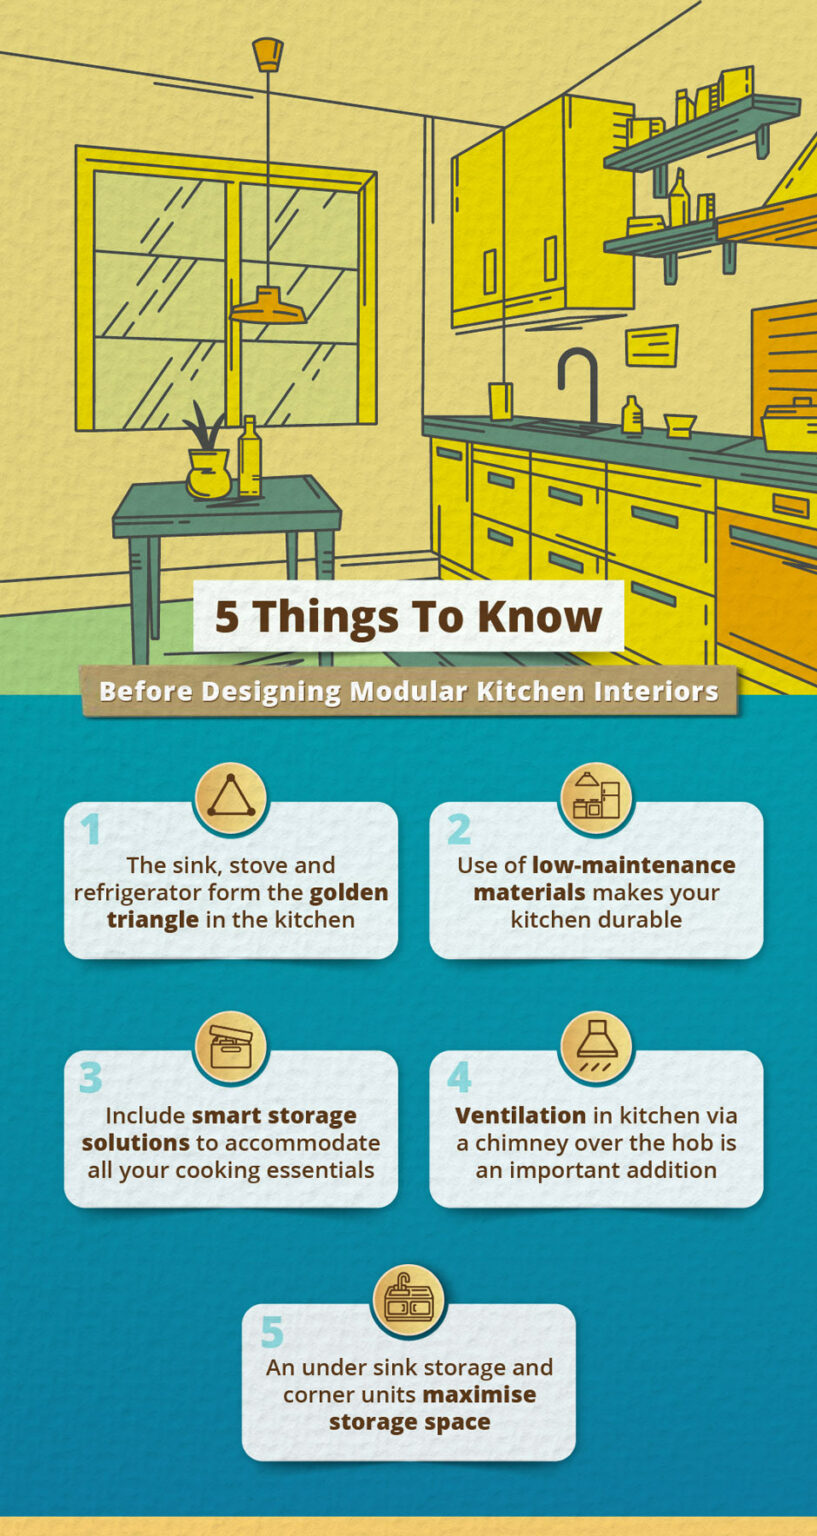 5 Things To Know
Before Designing Modular Kitchen Interiors
1
The sink, stove and
refrigerator form the golden
triangle in the kitchen
2
Use of low-maintenance
materials makes your
kitchen durable
3
Include smart storage
solutions to accommodate
all your cooking essentials
4
Ventilation in kitchen via
a chimney over the hob is
an important addition
5
An under sink storage and
corner units maximise
storage space